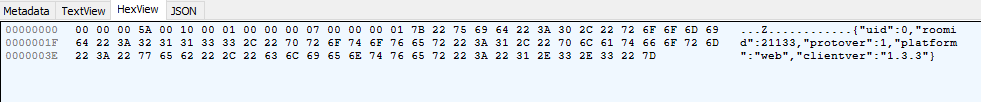 Metadata TextView HexView JSON
00000000 00 00 00 5A 00 10 00 01 00 00 00 07 00 00 00 01 7B 22 75 69 64 22 3A 30 2C 22 72 6F 6F 6D 69 ...Z............{"uid":0,"roomi
0000001F 64 22 3A 32 31 31 33 33 2C 22 70 72 6F 74 6F 76 65 72 22 3A 31 2C 22 70 6C 61 74 66 6F 72 6D d":21133,"protover":1,"platform
0000003E 22 3A 22 77 65 62 22 2C 22 63 6C 69 65 6E 74 76 65 72 22 3A 22 31 2E 33 2E 33 22 7D ":"web","clientver":"1.3.3"}